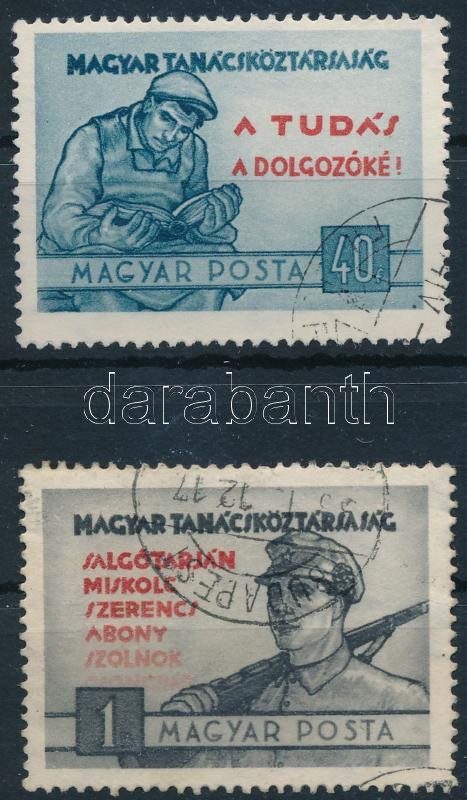 MAGYAR TANÁCSKÖZTÁRSASÁG
A TUDÁS
A DOLGOZÓKÉ!
MAGYAR POSTA 40f
darabanth
MAGYAR TANÁCSKÖZTÁRSASÁG
SALGÓTARJÁN
MISKOLC
SZERENCS
ABONY
SZOLNOK
1 MAGYAR POSTA